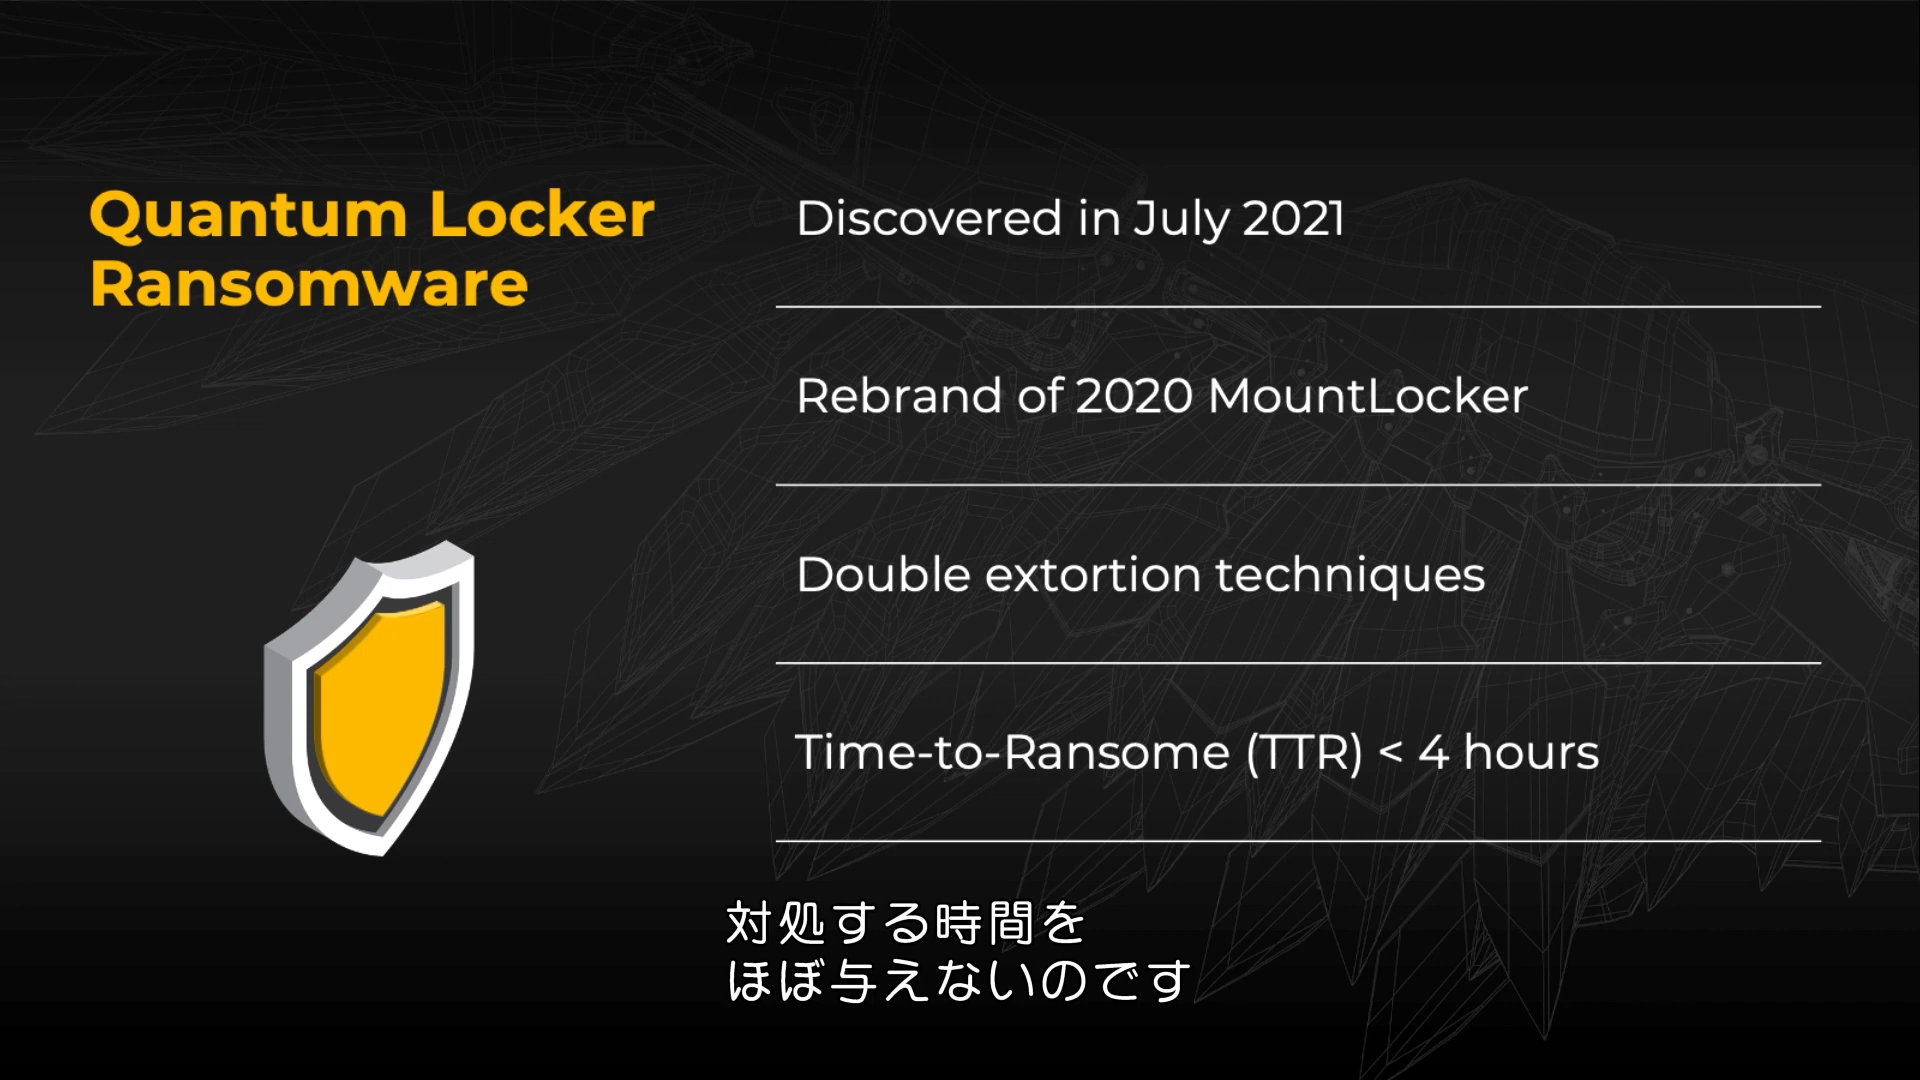 Quantum Locker
Ransomware
Discovered in July 2021
Rebrand of 2020 MountLocker
Double extortion techniques
Time-to-Ransome (TTR) < 4 hours
対処する時間を
ほぼ与えないのです